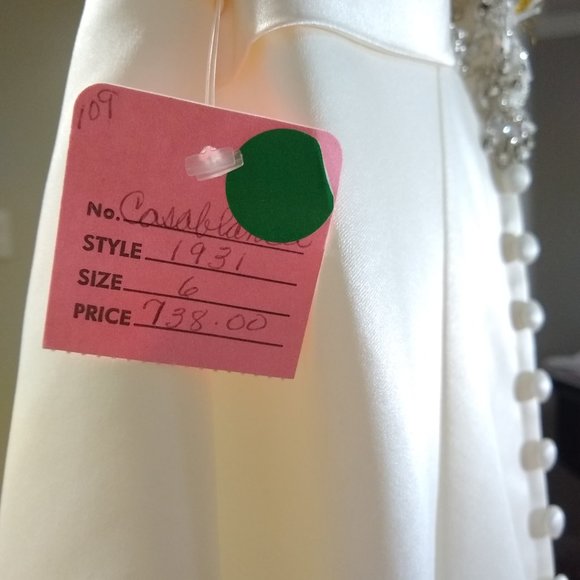 109
No. Casablanca
STYLE 1931
SIZE 6
PRICE 738.00